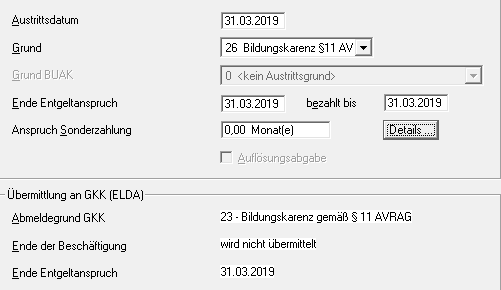 Austrittsdatum 31.03.2019
Grund 26 Bildungskarenz §11 AV
Grund BUAK 0 <kein Austrittsgrund>
Ende Entgeltanspruch 31.03.2019 bezahlt bis 31.03.2019
Anspruch Sonderzahlung 0,00 Monat(e) Details ...
Auflösungsabgabe
Übermittlung an GKK (ELDA)
Abmeldegrund GKK 23 - Bildungskarenz gemäß § 11 AVRAG
Ende der Beschäftigung wird nicht übermittelt
Ende Entgeltanspruch 31.03.2019